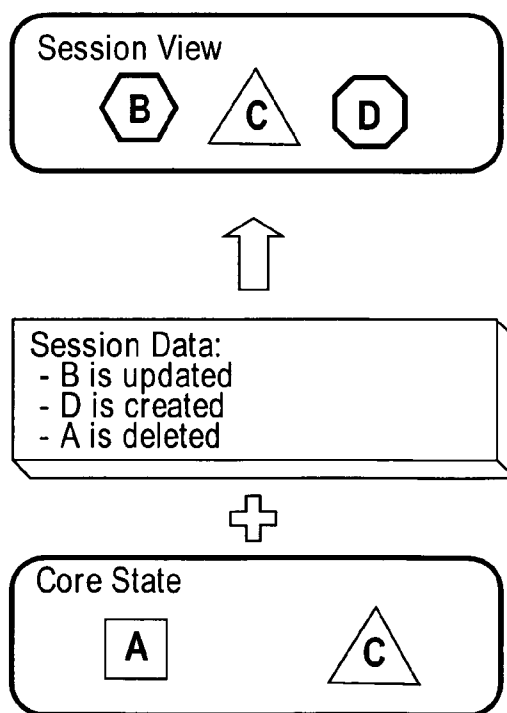 Session View
B C D
Session Data:
- B is updated
- D is created
- A is deleted
Core State
A C